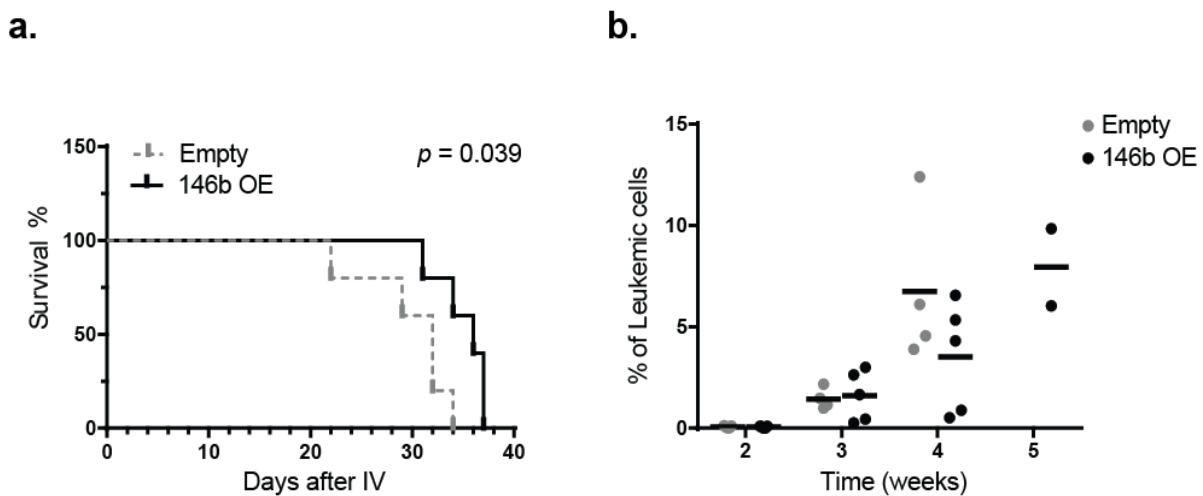 a.
Empty
146b OE
p = 0.039
Survival %
150
100
50
0
0 10 20 30 40
Days after IV
b.
Empty
146b OE
% of Leukemic cells
15
10
5
0
2 3 4 5
Time (weeks)